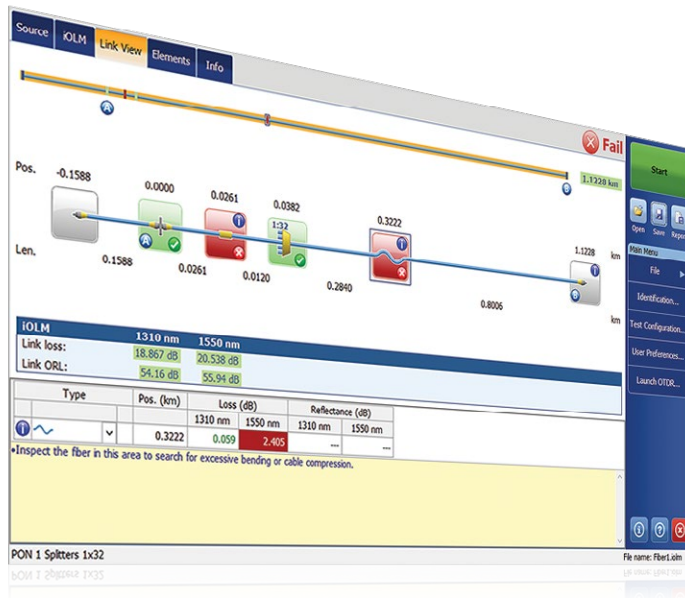 Source iOLM Link View Elements Info
Fail
1.1228 km
A
B
Pos. -0.1588 0.0000 0.0261 0.0382 0.3222 1.1228 km
1:32
A
B
Len. 0.1588 0.0261 0.0120 0.2840 0.8006 km
iOLM 1310 nm 1550 nm
Link loss: 18.867 dB 20.538 dB
Link ORL: 54.16 dB 55.94 dB
Type Pos. (km) Loss (dB) Reflectance (dB)
1310 nm 1550 nm 1310 nm 1550 nm
0.3222 0.059 2.405 --- ---
•Inspect the fiber in this area to search for excessive bending or cable compression.
PON 1 Splitters 1x32
File name: Fiber1.iolm
Start
Open Save Report
Main Menu
File
Identification...
Test Configuration...
User Preferences...
Launch OTDR...